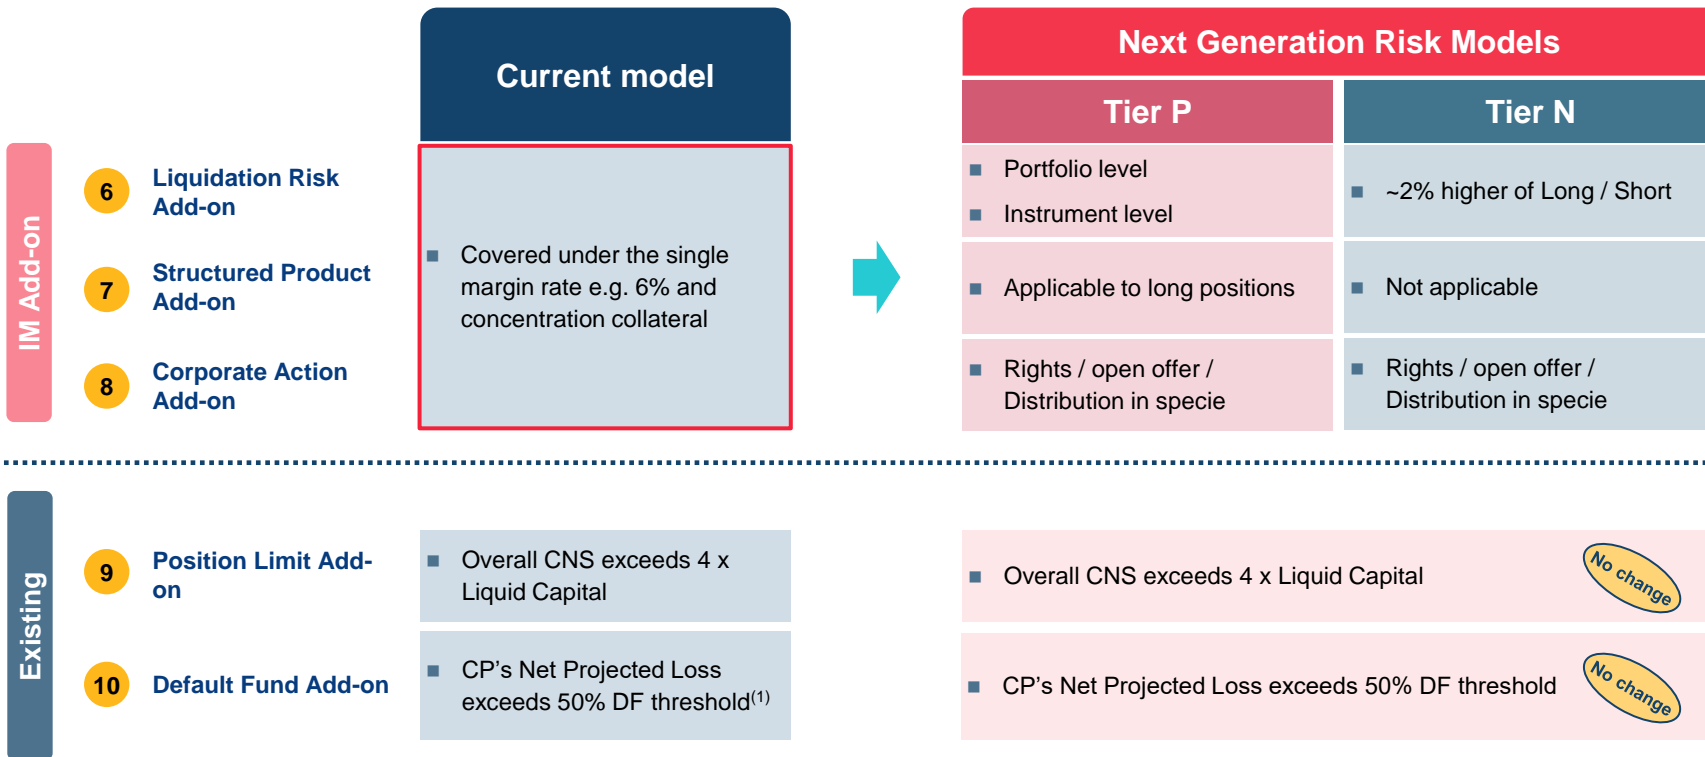 Current model
Next Generation Risk Models
Tier P
Tier N
IM Add-on
6
Liquidation Risk
Add-on
7
Structured Product
Add-on
8
Corporate Action
Add-on
Covered under the single
margin rate e.g. 6% and
concentration collateral
Portfolio level
Instrument level
~2% higher of Long / Short
Applicable to long positions
Not applicable
Rights / open offer /
Distribution in specie
Rights / open offer /
Distribution in specie
Existing
9
Position Limit Add-
on
Overall CNS exceeds 4 x
Liquid Capital
Overall CNS exceeds 4 x Liquid Capital
No change
10
Default Fund Add-on
CP's Net Projected Loss
exceeds 50% DF threshold(1)
CP's Net Projected Loss exceeds 50% DF threshold
No change